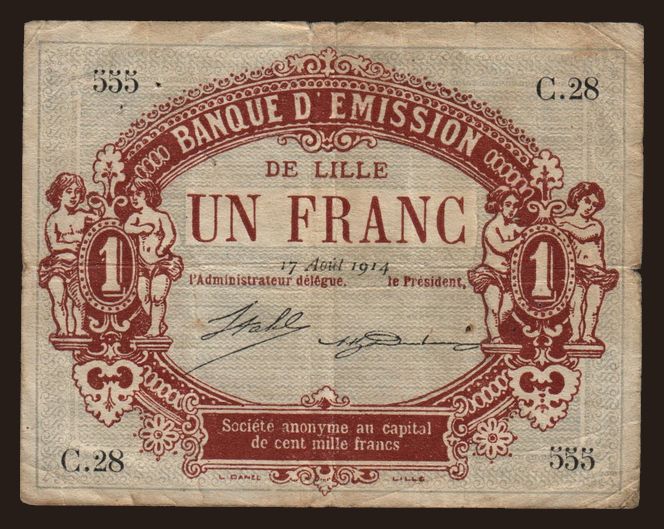 555 C.28
BANQUE D'EMISSION
DE LILLE
UN FRANC
1 1
17 Août 1914
l'Administrateur délégue, le Président,
Société anonyme au capital
de cent mille francs
C.28 555
L. DANEL LILLE